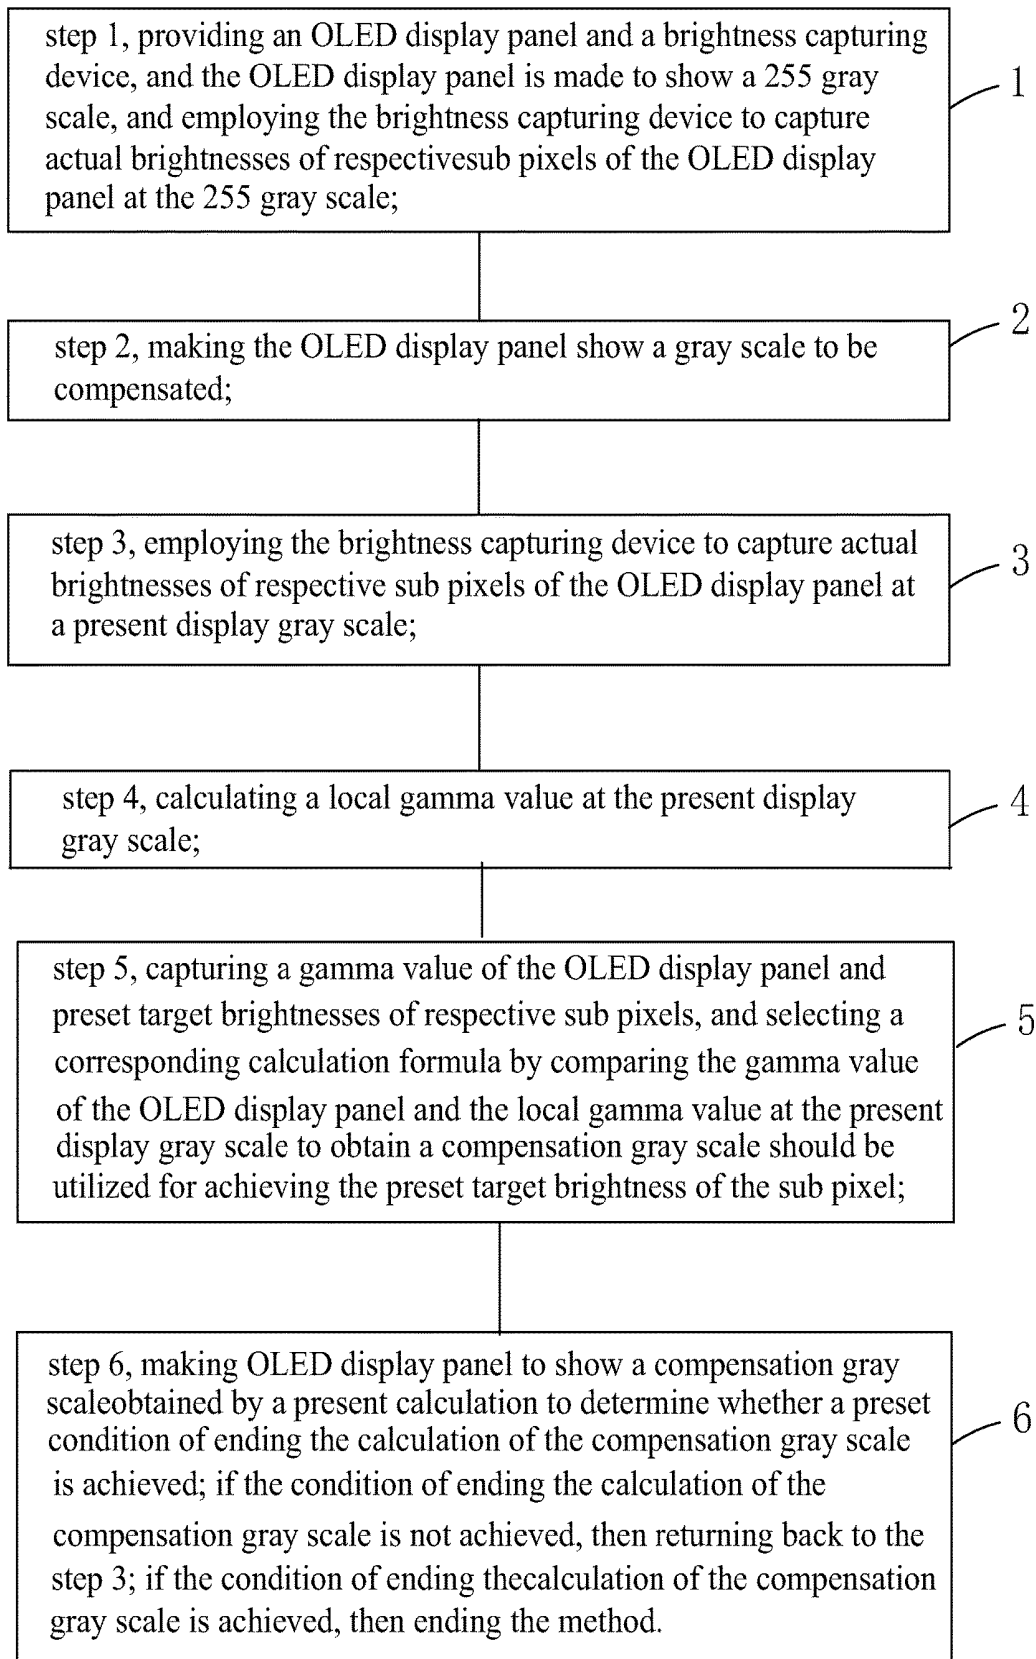 step 1, providing an OLED display panel and a brightness capturing
device, and the OLED display panel is made to show a 255 gray
scale, and employing the brightness capturing device to capture
actual brightnesses of respectivesub pixels of the OLED display
panel at the 255 gray scale;
1
step 2, making the OLED display panel show a gray scale to be
compensated;
2
step 3, employing the brightness capturing device to capture actual
brightnesses of respective sub pixels of the OLED display panel at
a present display gray scale;
3
step 4, calculating a local gamma value at the present display
gray scale;
4
step 5, capturing a gamma value of the OLED display panel and
preset target brightnesses of respective sub pixels, and selecting a
corresponding calculation formula by comparing the gamma value
of the OLED display panel and the local gamma value at the present
display gray scale to obtain a compensation gray scale should be
utilized for achieving the preset target brightness of the sub pixel;
5
step 6, making OLED display panel to show a compensation gray
scaleobtained by a present calculation to determine whether a preset
condition of ending the calculation of the compensation gray scale
is achieved; if the condition of ending the calculation of the
compensation gray scale is not achieved, then returning back to the
step 3; if the condition of ending thecalculation of the compensation
gray scale is achieved, then ending the method.
6